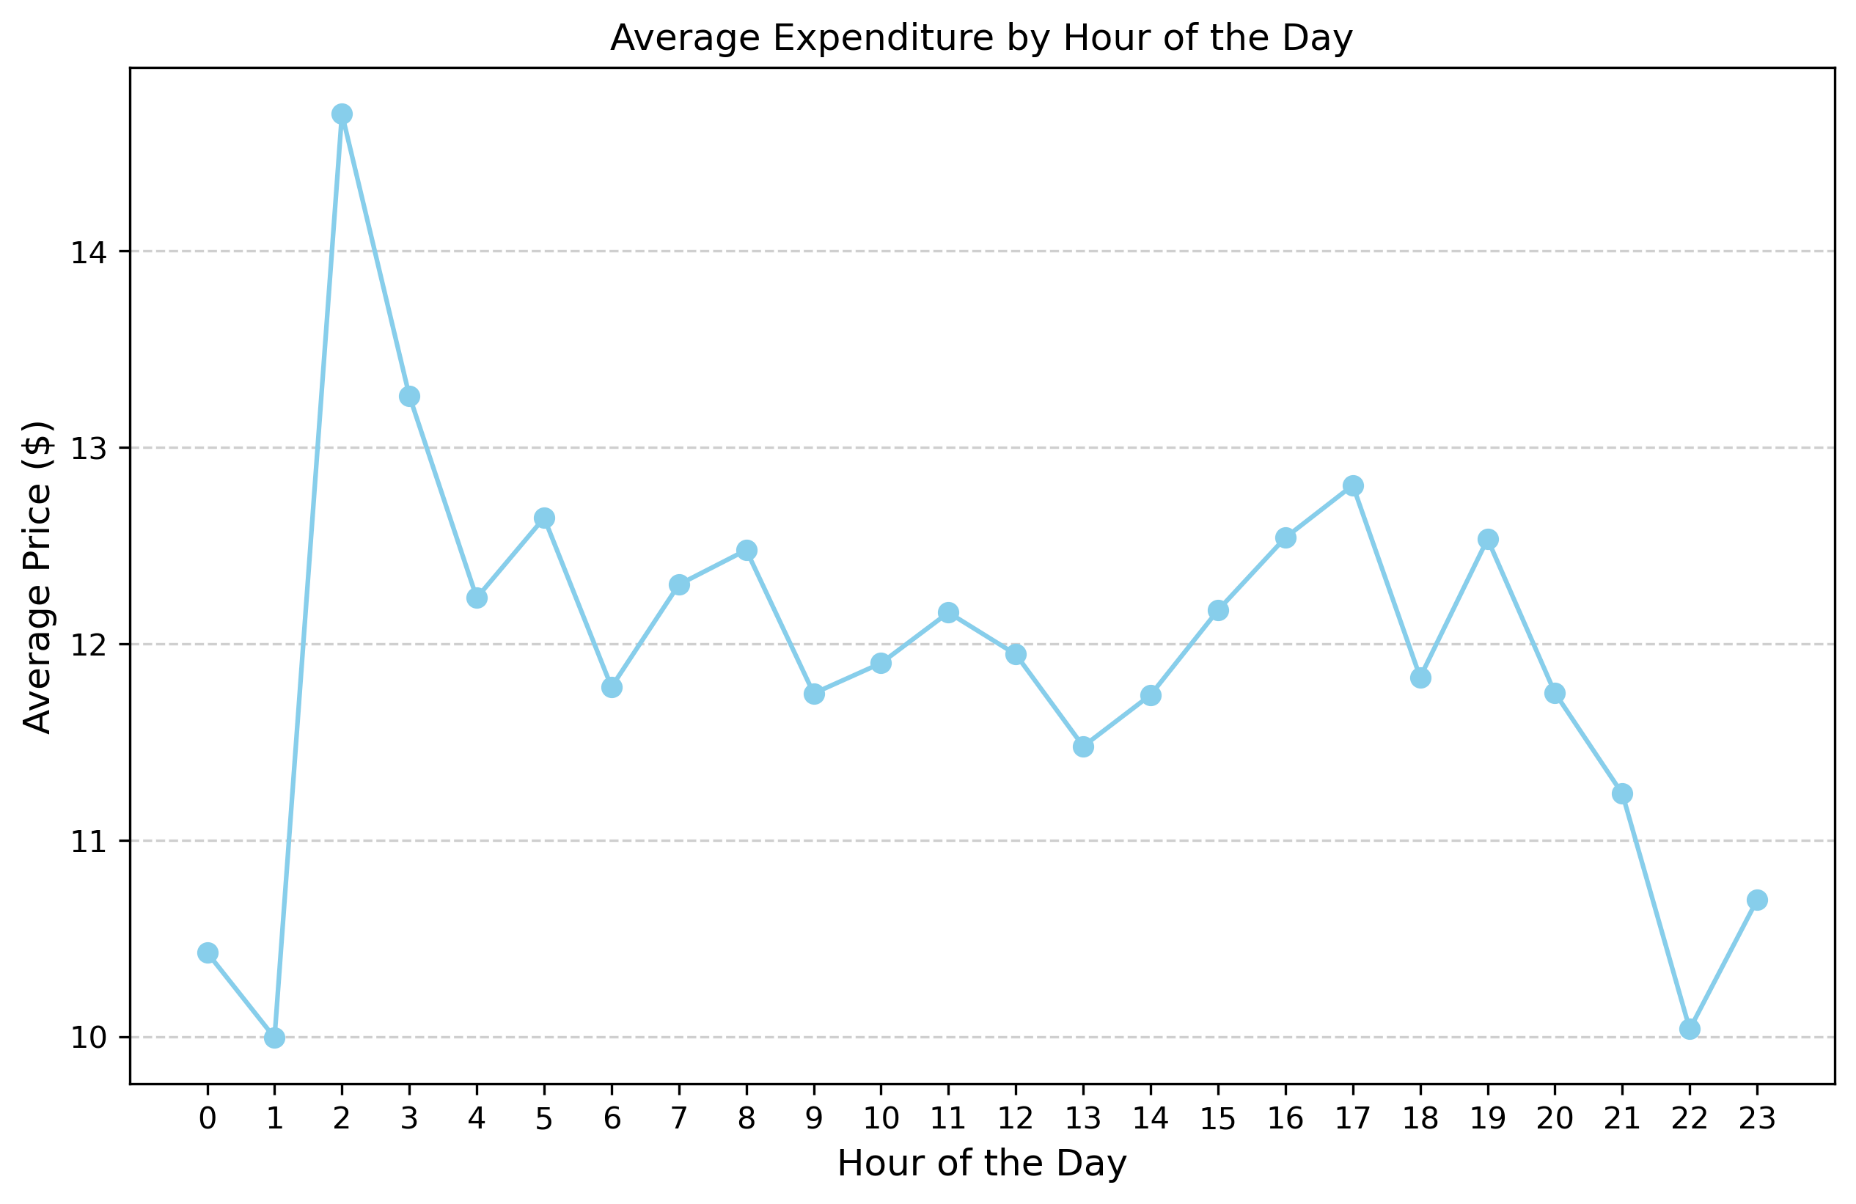 Average Expenditure by Hour of the Day
Average Price ($)
14
13
12
11
10
0 1 2 3 4 5 6 7 8 9 10 11 12 13 14 15 16 17 18 19 20 21 22 23
Hour of the Day